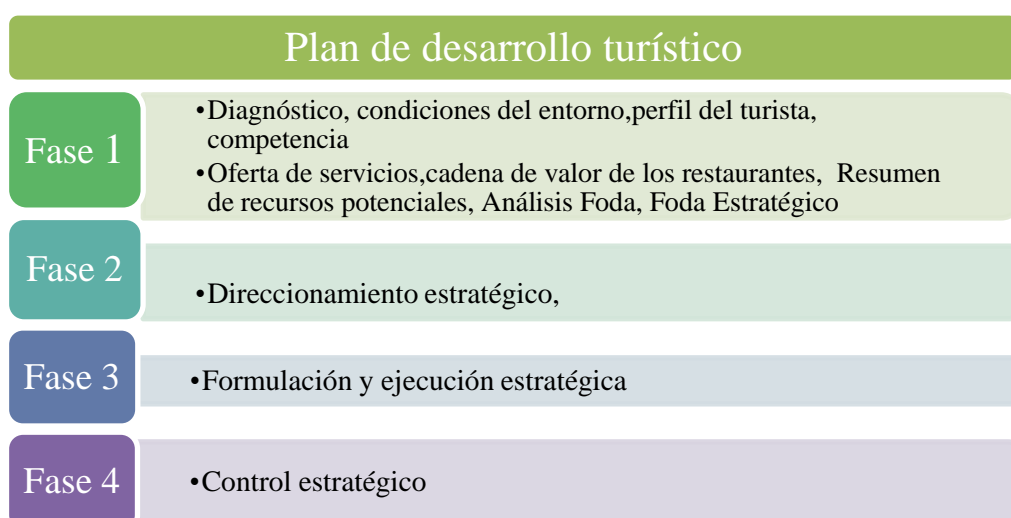 Plan de desarrollo turístico
Fase 1
•Diagnóstico, condiciones del entorno,perfil del turista,
competencia
•Oferta de servicios,cadena de valor de los restaurantes, Resumen
de recursos potenciales, Análisis Foda, Foda Estratégico
Fase 2
•Direccionamiento estratégico,
Fase 3
•Formulación y ejecución estratégica
Fase 4
•Control estratégico